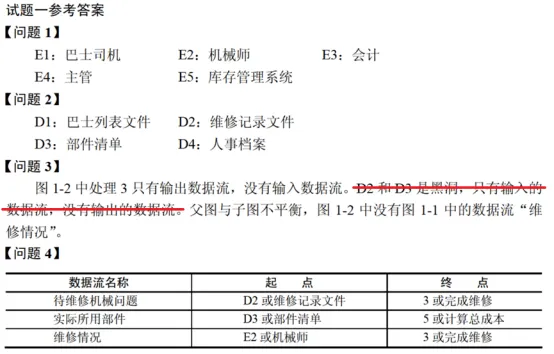 试题一参考答案
【问题 1】
E1：巴士司机 E2：机械师 E3：会计
E4：主管 E5：库存管理系统
【问题 2】
D1：巴士列表文件 D2：维修记录文件
D3：部件清单 D4：人事档案
【问题 3】
图 1-2 中处理 3 只有输出数据流，没有输入数据流。D2 和 D3 是黑洞，只有输入的
数据流，没有输出的数据流。父图与子图不平衡，图 1-2 中没有图 1-1 中的数据流“维
修情况”。
【问题 4】
数据流名称 起 点 终 点
待维修机械问题 D2 或维修记录文件 3 或完成维修
实际所用部件 D3 或部件清单 5 或计算总成本
维修情况 E2 或机械师 3 或完成维修